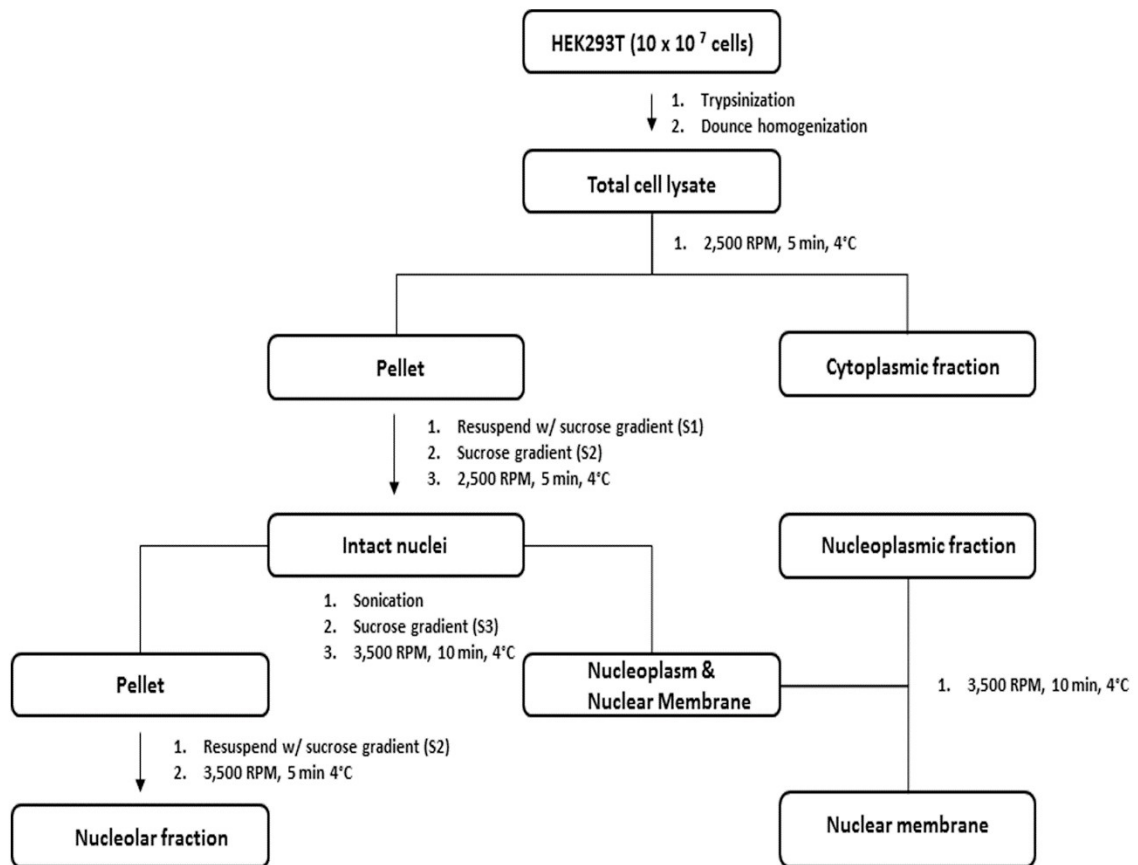 HEK293T (10 x 10 ⁷ cells)
1. Trypsinization
2. Dounce homogenization
Total cell lysate
1. 2,500 RPM, 5 min, 4°C
Pellet
Cytoplasmic fraction
1. Resuspend w/ sucrose gradient (S1)
2. Sucrose gradient (S2)
3. 2,500 RPM, 5 min, 4°C
Intact nuclei
Nucleoplasmic fraction
1. Sonication
2. Sucrose gradient (S3)
3. 3,500 RPM, 10 min, 4°C
Pellet
Nucleoplasm &
Nuclear Membrane
1. 3,500 RPM, 10 min, 4°C
1. Resuspend w/ sucrose gradient (S2)
2. 3,500 RPM, 5 min 4°C
Nucleolar fraction
Nuclear membrane